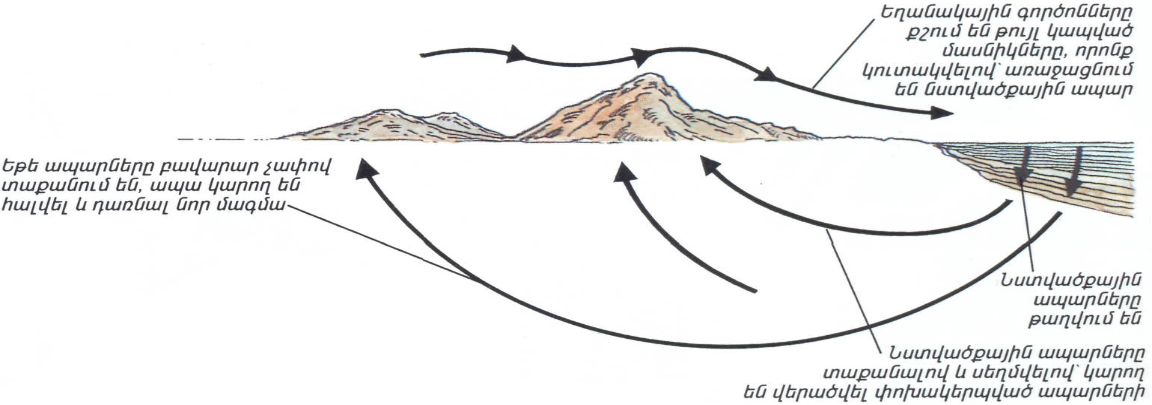 Եղանակային գործոնները
քշում են թույլ կապված
մասնիկները, որոնք
կուտակվելով՝ առաջացնում
են նստվածքային ապար
Եթե ապարները բավարար չափով
տաքանում են, ապա կարող են
հալվել և դառնալ նոր մագմա
Նստվածքային
ապարները
թաղվում են
Նստվածքային ապարները
տաքանալով և սեղմվելով՝ կարող
են վերածվել փոխակերպված ապարների